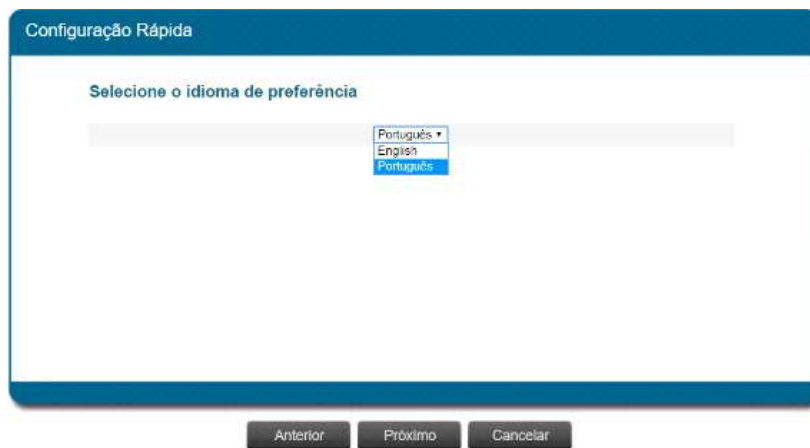 Configuração Rápida
Selecione o idioma de preferência
Português
English
Português
Anterior Próximo Cancelar